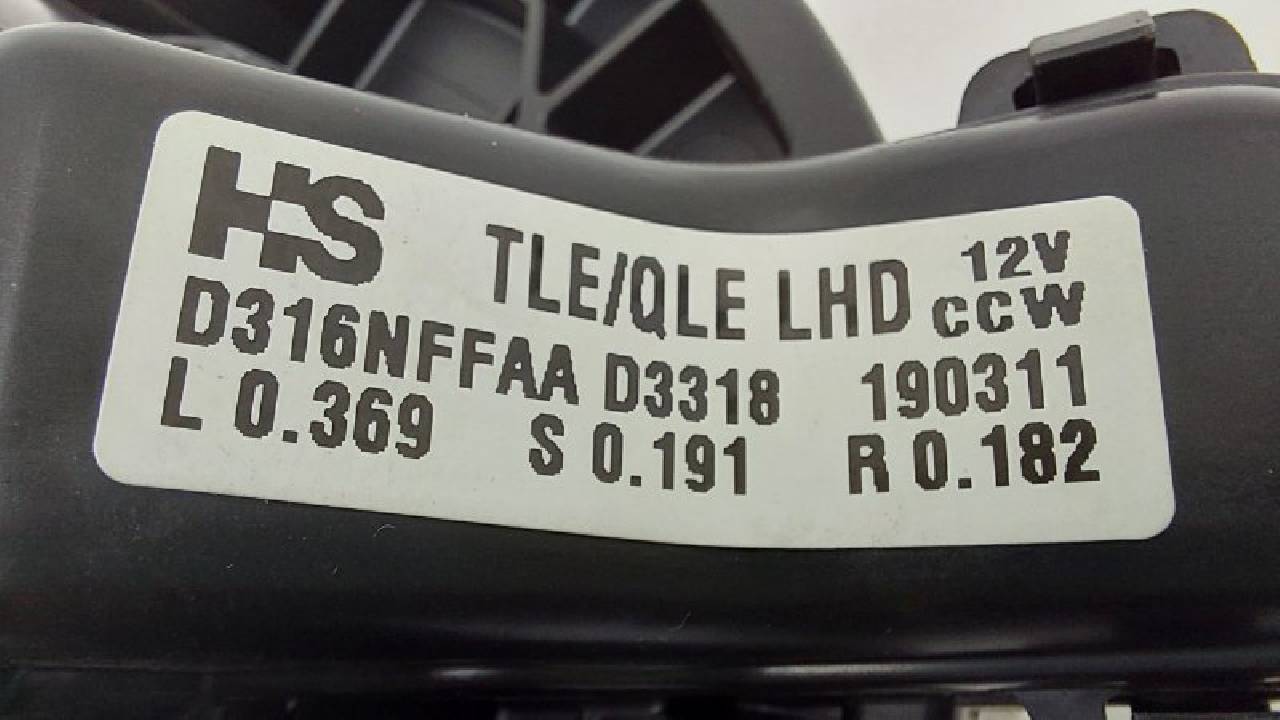 HS TLE/QLE LHD 12V CCW
D316NFFAA D3318 190311
L 0.369 S 0.191 R 0.182